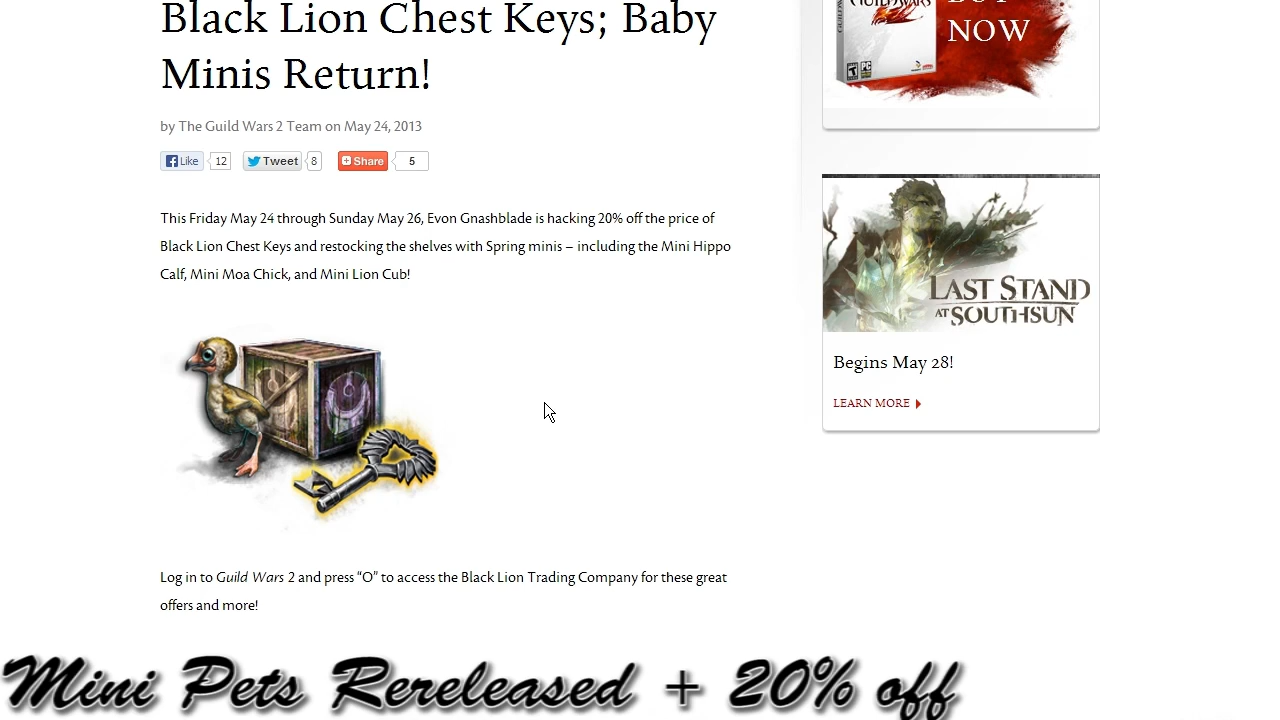 Black Lion Chest Keys; Baby
Minis Return!
by The Guild Wars 2 Team on May 24, 2013
Like 12 Tweet 8 Share 5
This Friday May 24 through Sunday May 26, Evon Gnashblade is hacking 20% off the price of
Black Lion Chest Keys and restocking the shelves with Spring minis – including the Mini Hippo
Calf, Mini Moa Chick, and Mini Lion Cub!
Log in to Guild Wars 2 and press “O” to access the Black Lion Trading Company for these great
offers and more!
NOW
LAST STAND
AT SOUTHSUN
Begins May 28!
LEARN MORE
Mini Pets Rereleased + 20% off